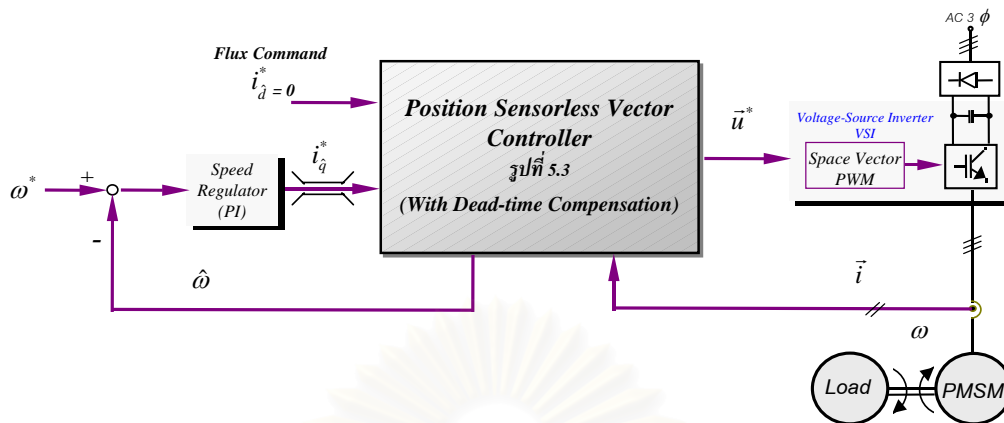 AC 3 ϕ
Flux Command
i*d̂ = 0
Position Sensorless Vector
Controller
รูปที่ 5.3
(With Dead-time Compensation)
u⃗*
Voltage-Source Inverter
VSI
Space Vector
PWM
ω*
+
-
Speed
Regulator
(PI)
i*q̂
ω̂
i⃗
ω
Load
PMSM